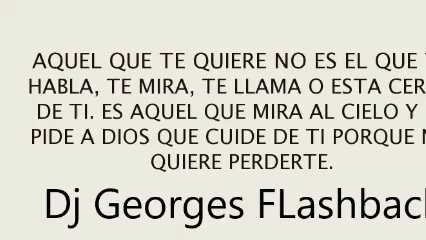 AQUEL QUE TE QUIERE NO ES EL QUE
HABLA, TE MIRA, TE LLAMA O ESTA
DE TI. ES AQUEL QUE MIRA AL CIELO Y
PIDE A DIOS QUE CUIDE DE TI PORQUE
QUIERE PERDERTE.
Dj Georges FLashback